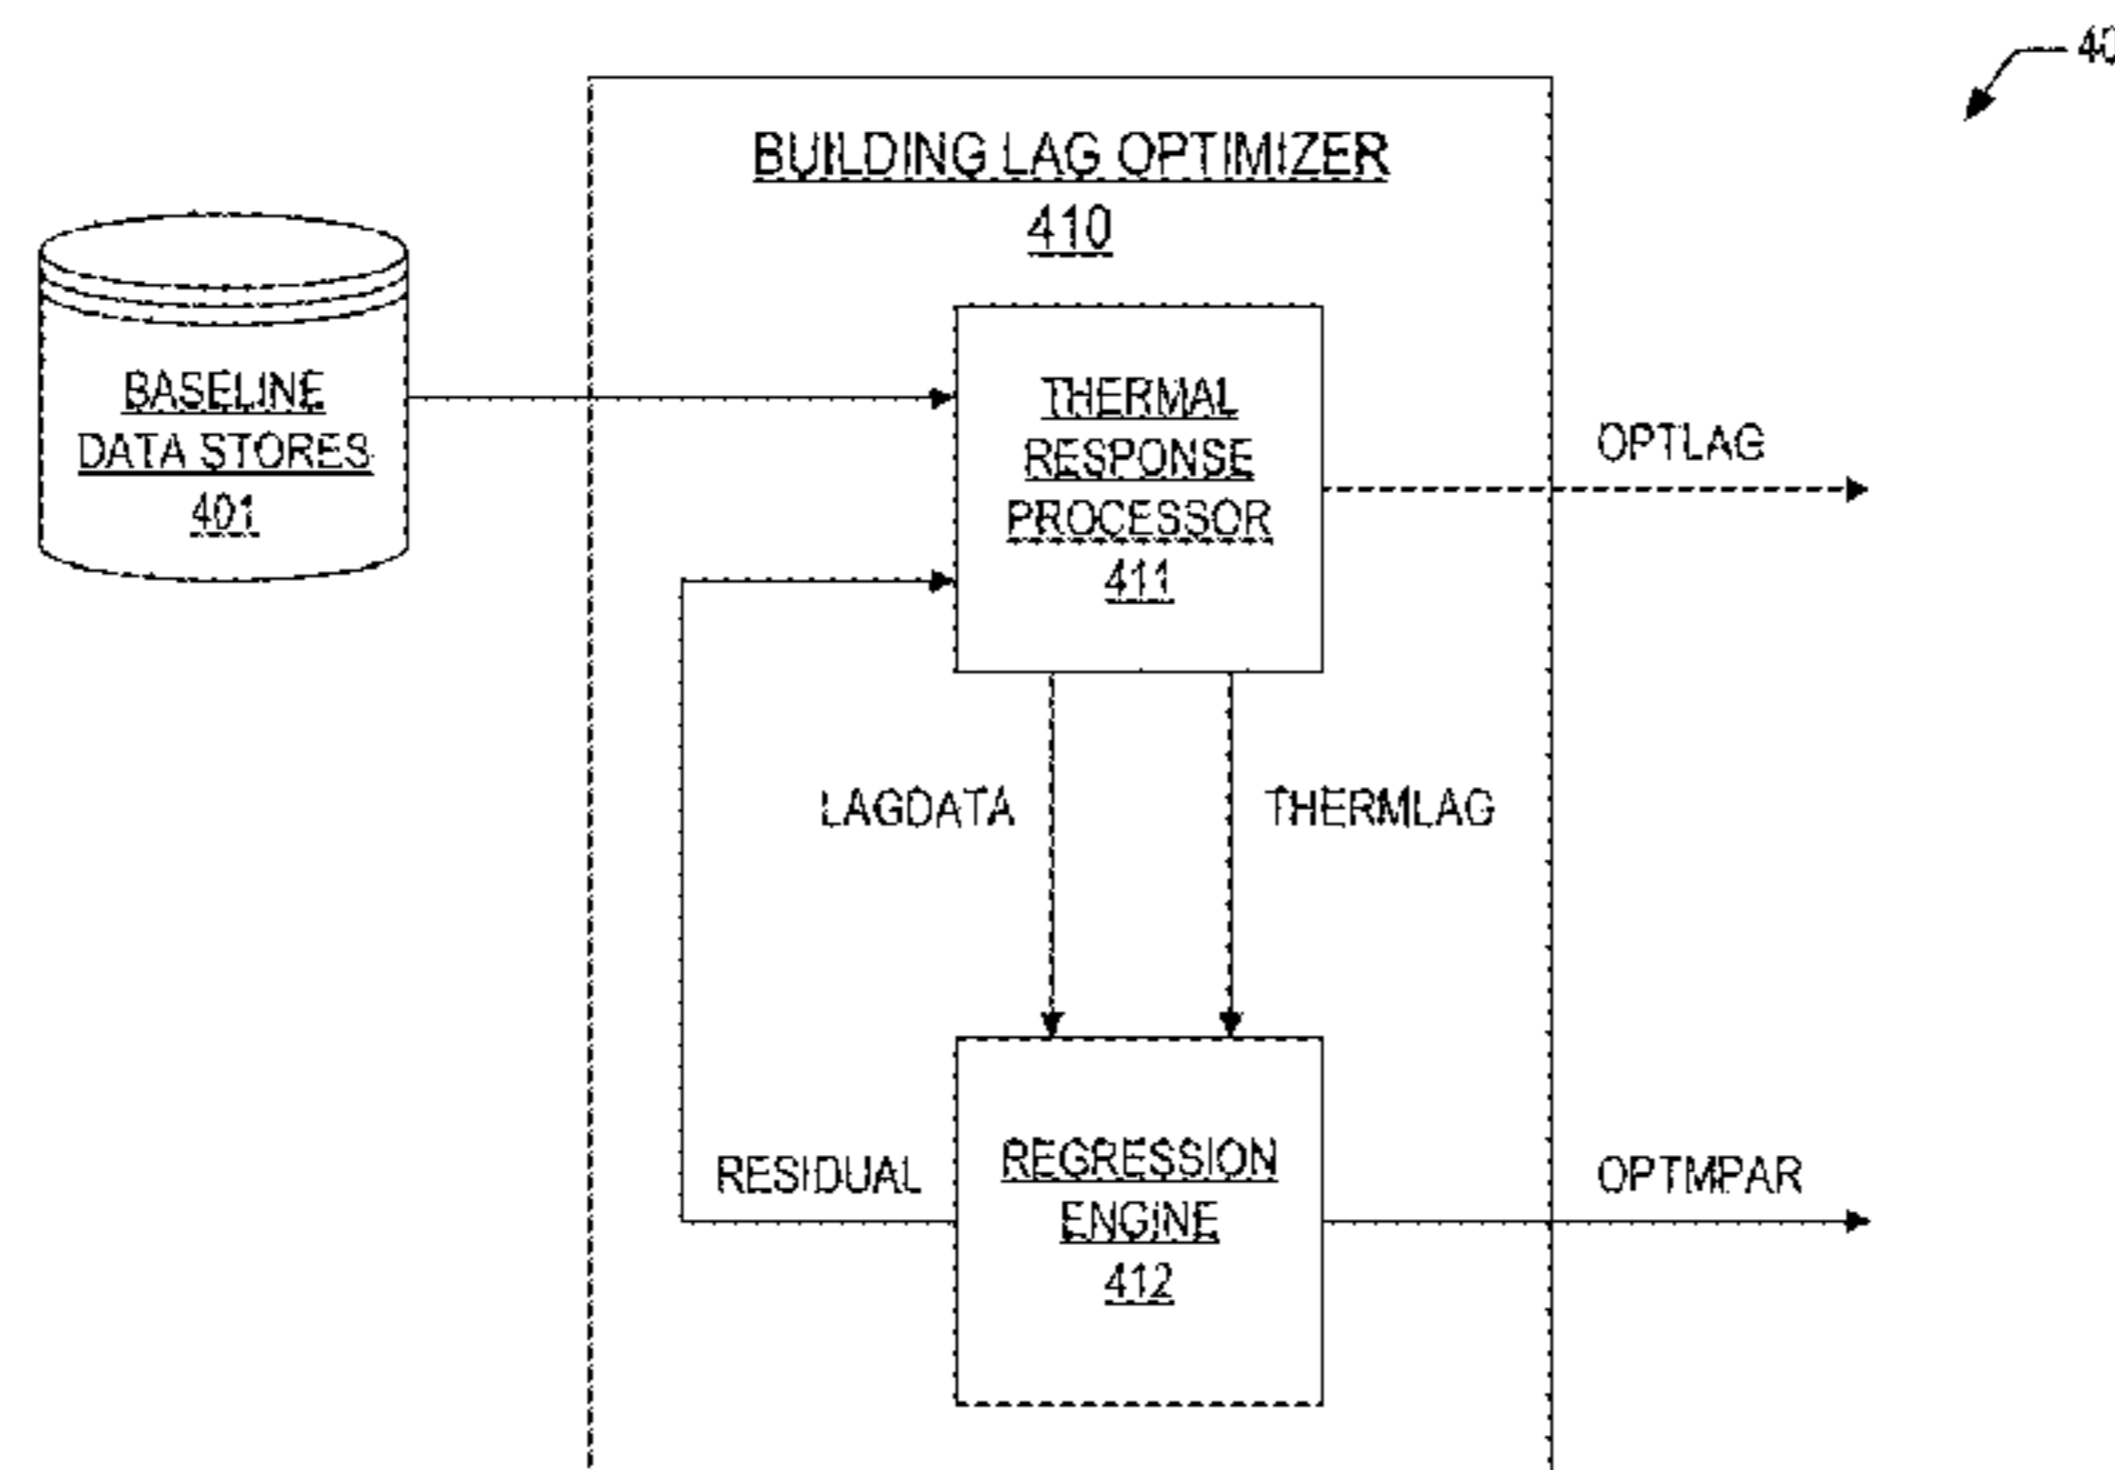 40
BUILDING LAG OPTIMIZER
410
BASELINE
DATA STORES
401
THERMAL
RESPONSE
PROCESSOR
411
OPTLAG
LAGDATA
THERMLAG
RESIDUAL
REGRESSION
ENGINE
412
OPTMPAR